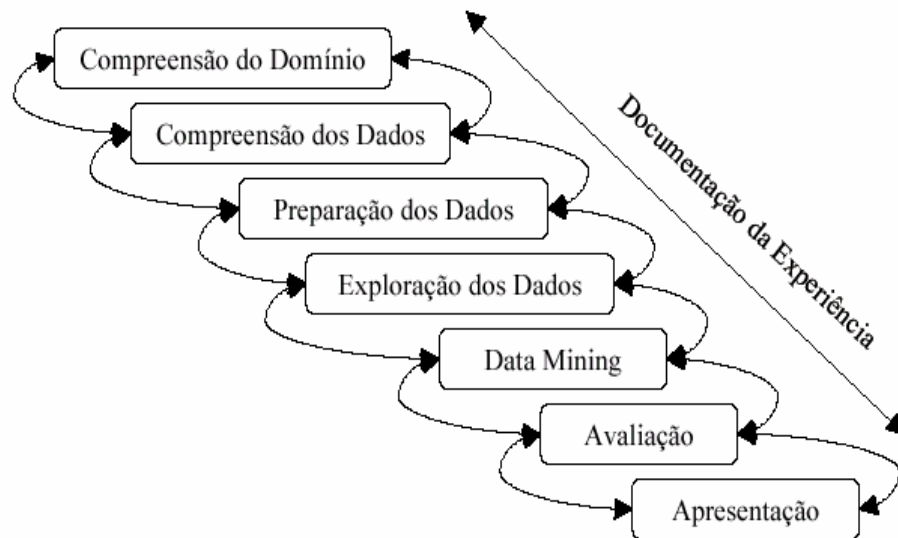 Compreensão do Domínio
Compreensão dos Dados
Preparação dos Dados
Exploração dos Dados
Data Mining
Avaliação
Apresentação
Documentação da Experiência